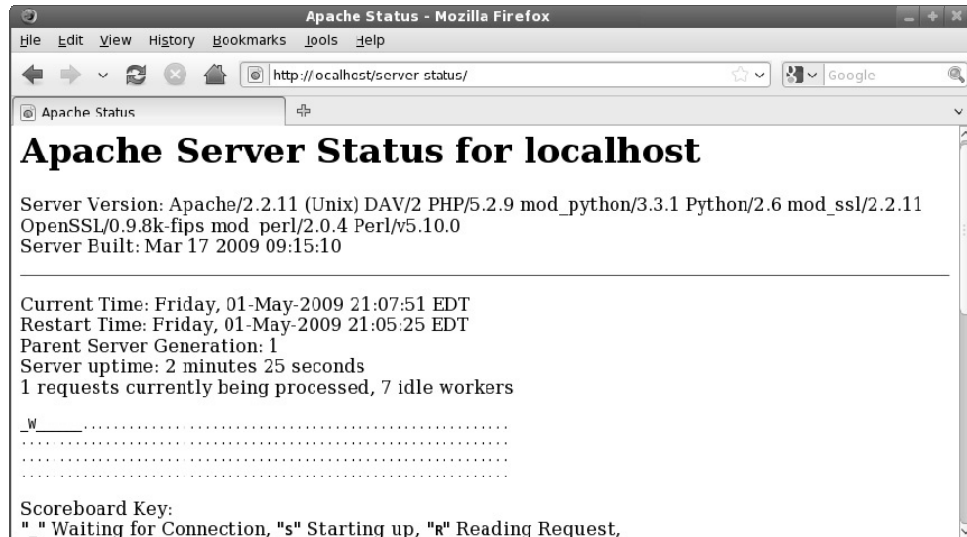 Apache Status - Mozilla Firefox
File Edit View History Bookmarks Tools Help
http://localhost/server status/
Google
Apache Status
Apache Server Status for localhost
Server Version: Apache/2.2.11 (Unix) DAV/2 PHP/5.2.9 mod_python/3.3.1 Python/2.6 mod_ssl/2.2.11
OpenSSL/0.9.8k-fips mod_perl/2.0.4 Perl/v5.10.0
Server Built: Mar 17 2009 09:15:10
Current Time: Friday, 01-May-2009 21:07:51 EDT
Restart Time: Friday, 01-May-2009 21:05:25 EDT
Parent Server Generation: 1
Server uptime: 2 minutes 25 seconds
1 requests currently being processed, 7 idle workers
_W______........................................................
................................................................
................................................................
................................................................
Scoreboard Key:
"_" Waiting for Connection, "S" Starting up, "R" Reading Request,